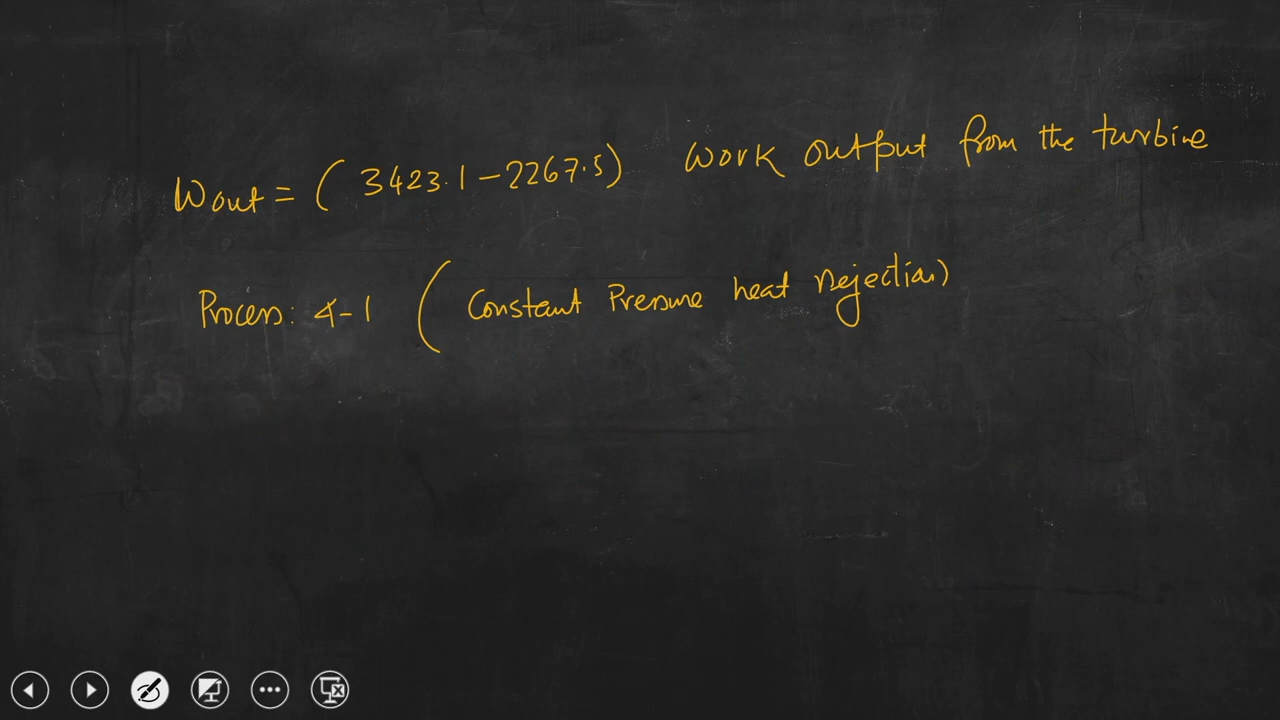 Wout = ( 3423.1 - 2267.5) Work output from the turbine
Process: 4-1 ( Constant Pressure heat rejection)